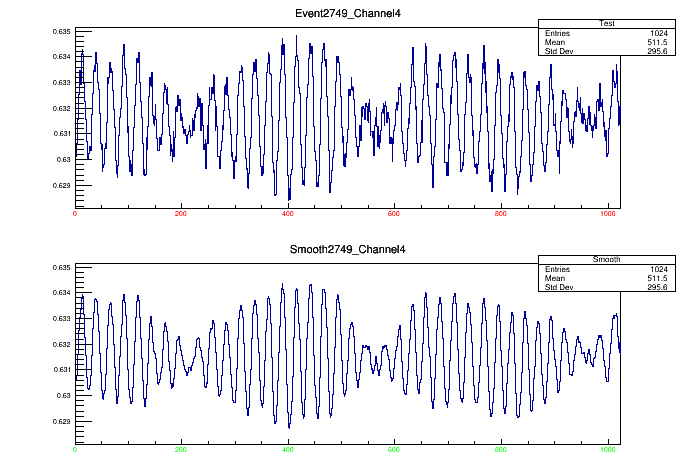 Event2749_Channel4
Test
Entries 1024
Mean 511.5
Std Dev 295.6
0.635
0.634
0.633
0.632
0.631
0.63
0.629
0 200 400 600 800 1000
Smooth2749_Channel4
Smooth
Entries 1024
Mean 511.5
Std Dev 295.6
0.635
0.634
0.633
0.632
0.631
0.63
0.629
0 200 400 600 800 1000